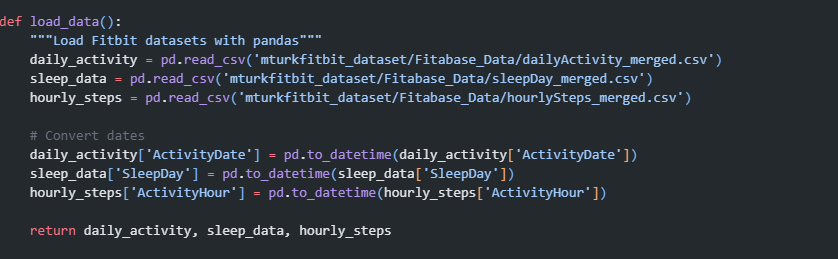 def load_data():
    """Load Fitbit datasets with pandas"""
    daily_activity = pd.read_csv('mturkfitbit_dataset/Fitabase_Data/dailyActivity_merged.csv')
    sleep_data = pd.read_csv('mturkfitbit_dataset/Fitabase_Data/sleepDay_merged.csv')
    hourly_steps = pd.read_csv('mturkfitbit_dataset/Fitabase_Data/hourlySteps_merged.csv')

    # Convert dates
    daily_activity['ActivityDate'] = pd.to_datetime(daily_activity['ActivityDate'])
    sleep_data['SleepDay'] = pd.to_datetime(sleep_data['SleepDay'])
    hourly_steps['ActivityHour'] = pd.to_datetime(hourly_steps['ActivityHour'])

    return daily_activity, sleep_data, hourly_steps